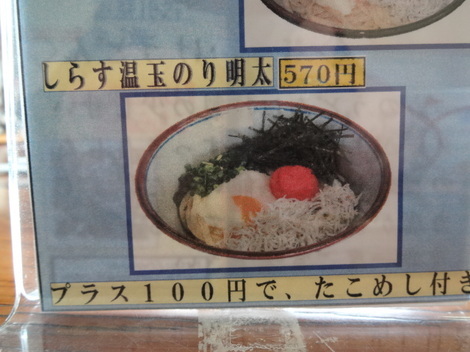 しらす温玉のり明太 570円
プラス100円で、たこめし付き